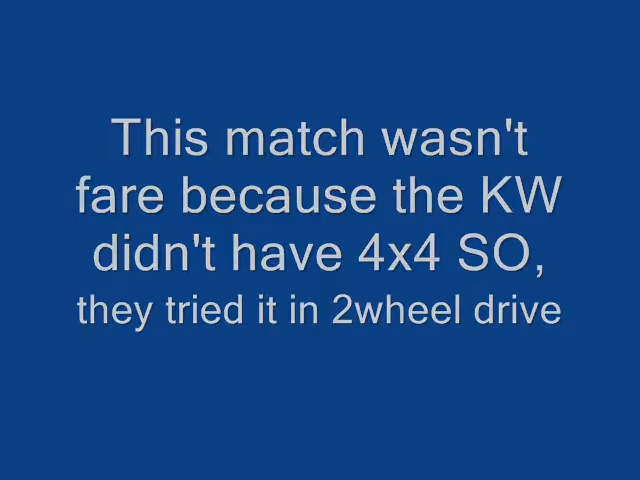 This match wasn't
fare because the KW
didn't have 4x4 SO,
they tried it in 2wheel drive